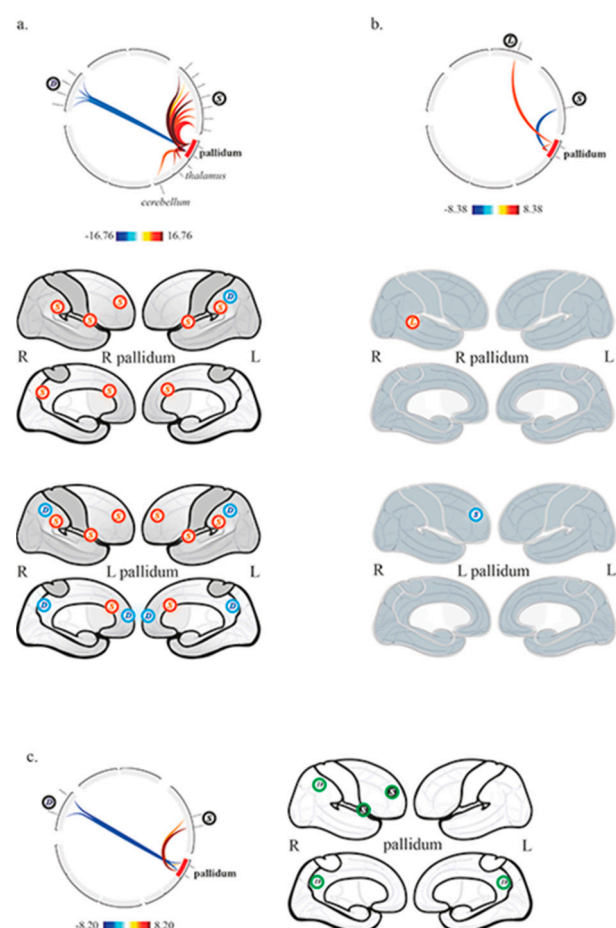 a.
D
S
pallidum
thalamus
cerebellum
-16.76 16.76
S S S S D
R R pallidum L
S S S
D S S S S S D
R L pallidum L
D S D D S D
b.
L
S
pallidum
-8.38 8.38
L
R R pallidum L
S
R L pallidum L
c.
D
S
pallidum
-8.20 8.20
D S S
R pallidum L
D D